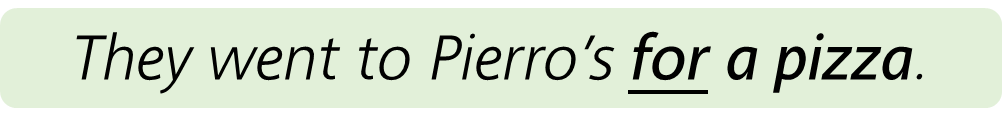 They went to Pierro’s for a pizza.